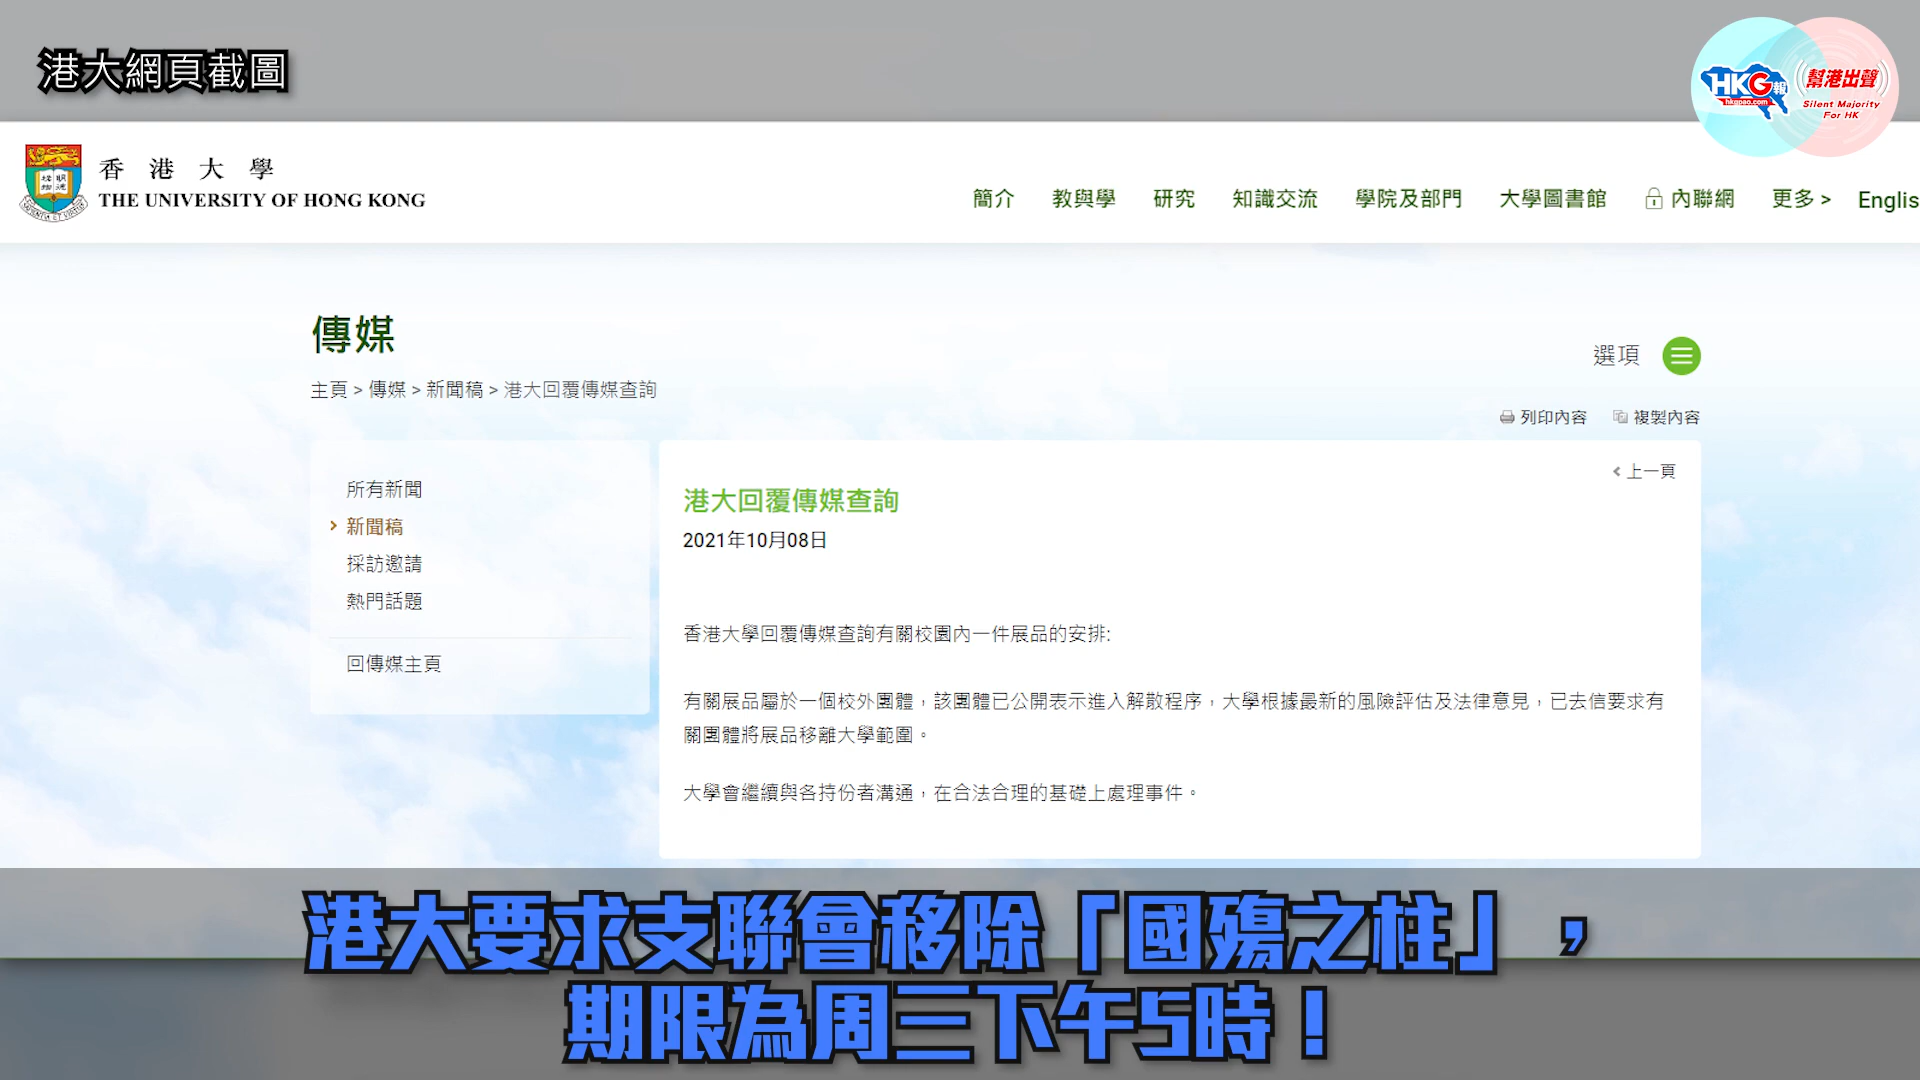 港大網頁截圖
HKG報
hkgpao.com
幫港出聲
Silent Majority
For HK
香港大學
THE UNIVERSITY OF HONG KONG
簡介 教與學 研究 知識交流 學院及部門 大學圖書館 內聯網 更多 > Englis
傳媒
選項
主頁 > 傳媒 > 新聞稿 > 港大回覆傳媒查詢
列印內容 複製內容
所有新聞
新聞稿
採訪邀請
熱門話題
回傳媒主頁
< 上一頁
港大回覆傳媒查詢
2021年10月08日
香港大學回覆傳媒查詢有關校園內一件展品的安排:
有關展品屬於一個校外團體，該團體已公開表示進入解散程序，大學根據最新的風險評估及法律意見，已去信要求有
關團體將展品移離大學範圍。
大學會繼續與各持份者溝通，在合法合理的基礎上處理事件。
港大要求支聯會移除「國殤之柱」，
期限為周三下午5時！